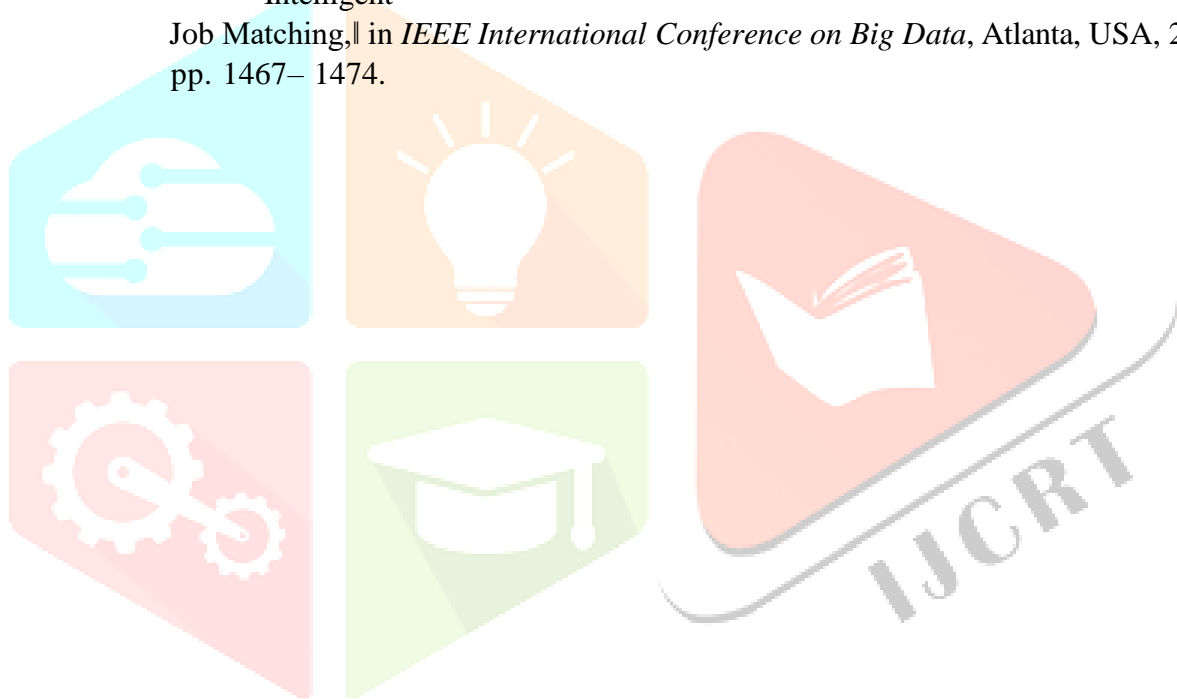 Intelligent
Job Matching,‖ in IEEE International Conference on Big Data, Atlanta, USA,
pp. 1467– 1474.
IJCRT